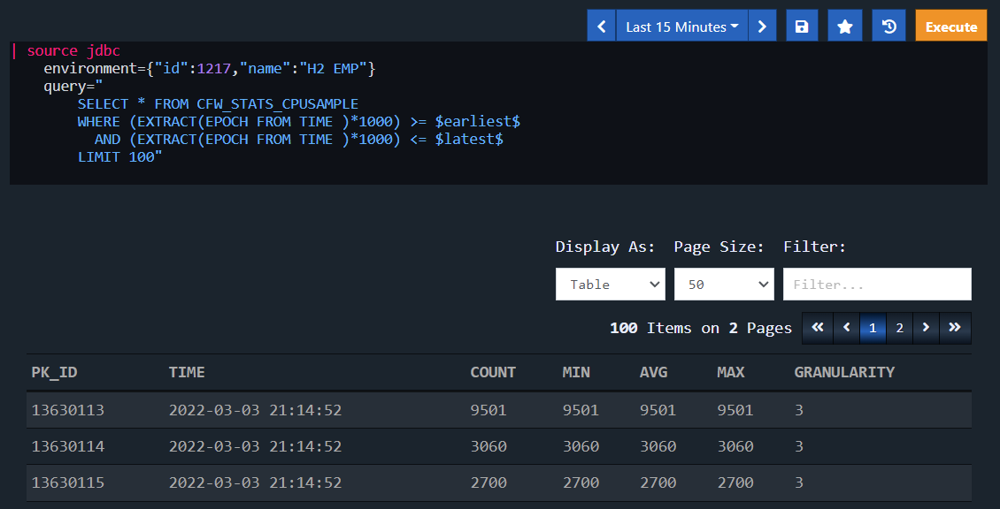 Last 15 Minutes Execute
| source jdbc
environment={"id":1217,"name":"H2 EMP"}
query="
SELECT * FROM CFW_STATS_CPUSAMPLE
WHERE (EXTRACT(EPOCH FROM TIME )*1000) >= $earliest$
AND (EXTRACT(EPOCH FROM TIME )*1000) <= $latest$
LIMIT 100"
Display As: Page Size: Filter:
Table 50 Filter...
100 Items on 2 Pages « ‹ 1 2 › »
PK_ID TIME COUNT MIN AVG MAX GRANULARITY
13630113 2022-03-03 21:14:52 9501 9501 9501 9501 3
13630114 2022-03-03 21:14:52 3060 3060 3060 3060 3
13630115 2022-03-03 21:14:52 2700 2700 2700 2700 3